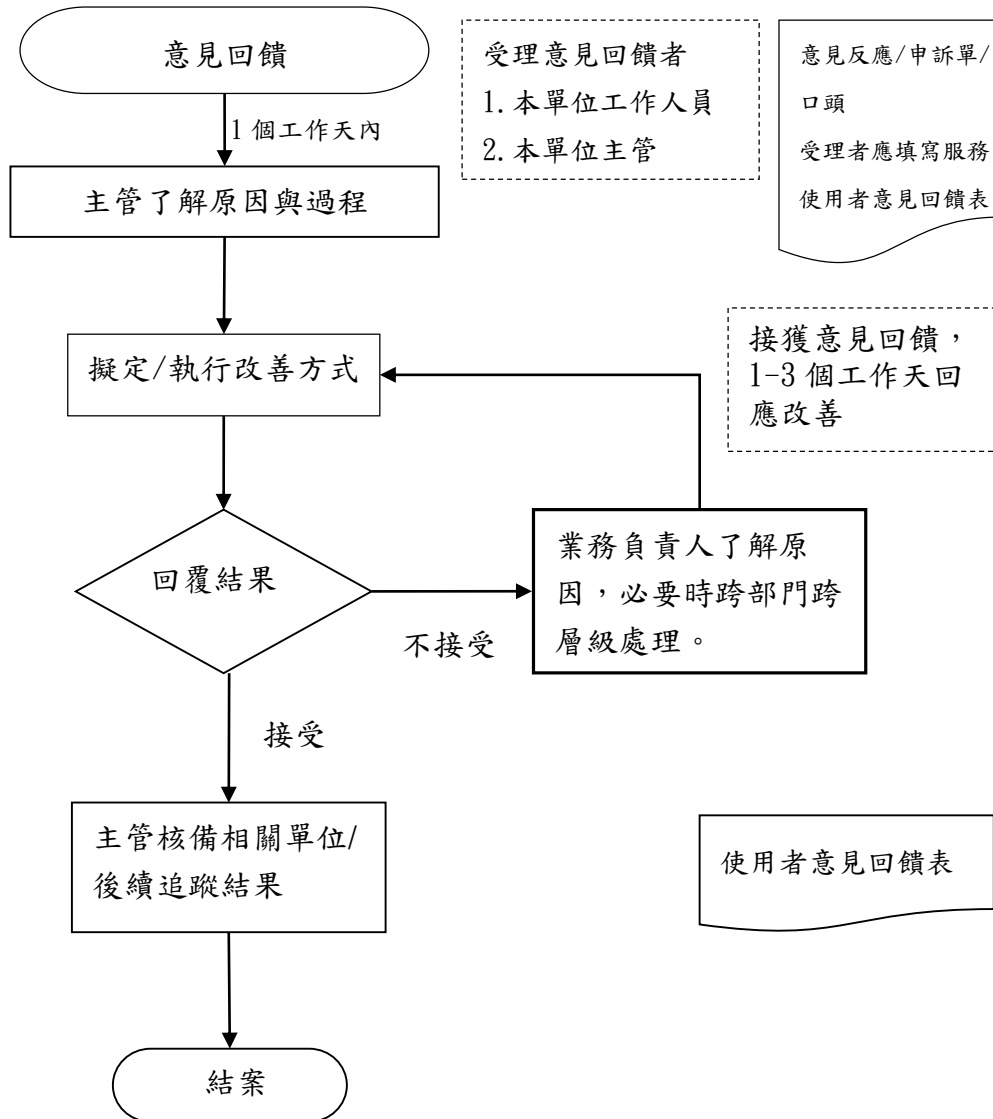 意見回饋
受理意見回饋者
1.本單位工作人員
2.本單位主管
意見反應/申訴單/
口頭
受理者應填寫服務
使用者意見回饋表
1個工作天內
主管了解原因與過程
擬定/執行改善方式
接獲意見回饋，
1-3個工作天回
應改善
回覆結果
不接受
業務負責人了解原
因，必要時跨部門跨
層級處理。
接受
主管核備相關單位/
後續追蹤結果
使用者意見回饋表
結案